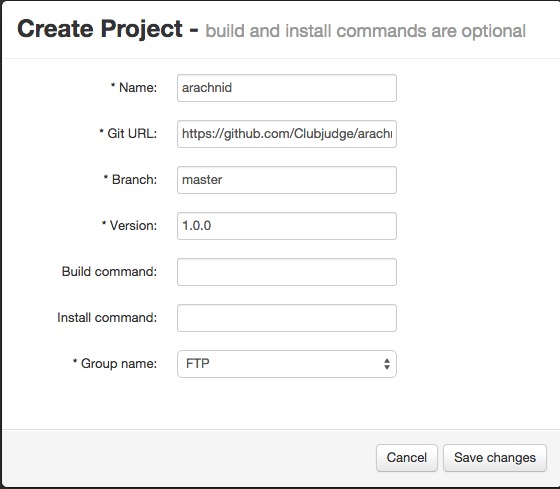 Create Project - build and install commands are optional
* Name: arachnid
* Git URL: https://github.com/Clubjudge/arach
* Branch: master
* Version: 1.0.0
Build command:
Install command:
* Group name: FTP
Cancel Save changes